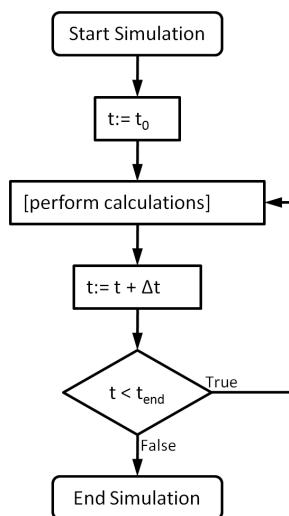 Start Simulation
t:= t₀
[perform calculations]
t:= t + Δt
t < tₑₙd
True
False
End Simulation